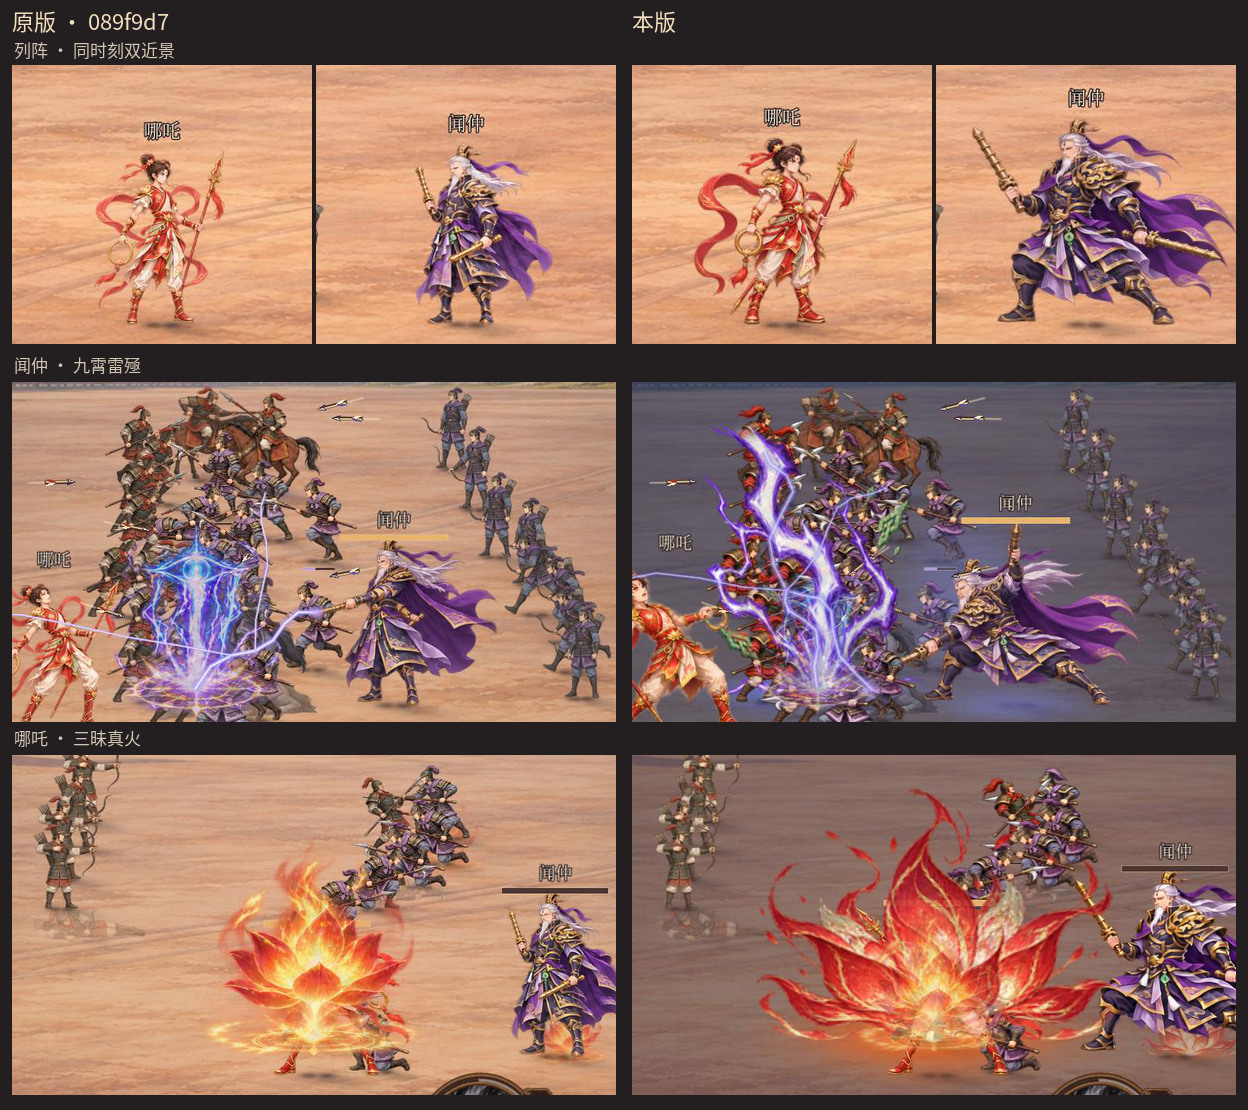 原版 · 089f9d7
本版
列阵 · 同时刻双近景
哪吒
闻仲
哪吒
闻仲
闻仲 · 九霄雷殛
哪吒
闻仲
哪吒
闻仲
哪吒 · 三昧真火
闻仲
闻仲